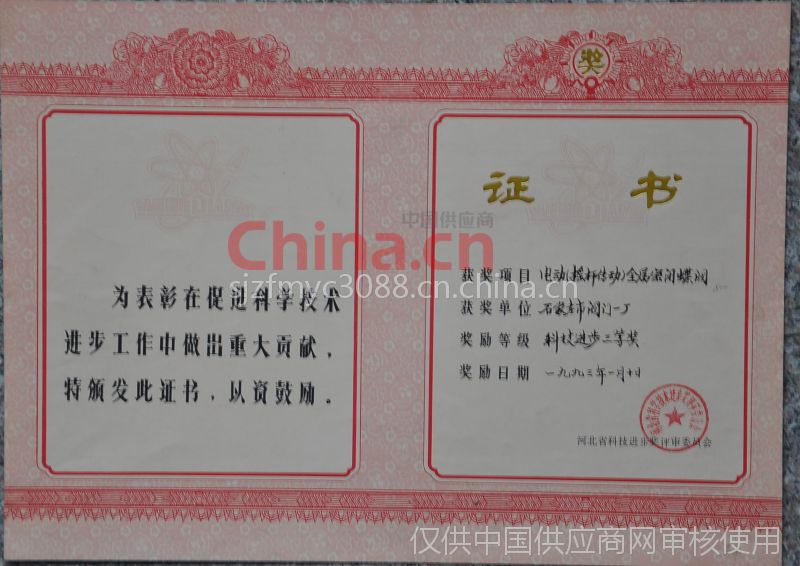 奖
为表彰在促进科学技术
进步工作中做出重大贡献，
特颁发此证书，以资鼓励。
证书
获奖项目 电动(摆杆传动)金属密闭蝶阀
获奖单位 石家庄市阀门一厂
奖励等级 科技进步三等奖
奖励日期 一九九三年一月十日
河北省科技进步奖评审委员会
中国供应商
China.cn
sjzfmyc3088.cn.china.cn
仅供中国供应商网审核使用